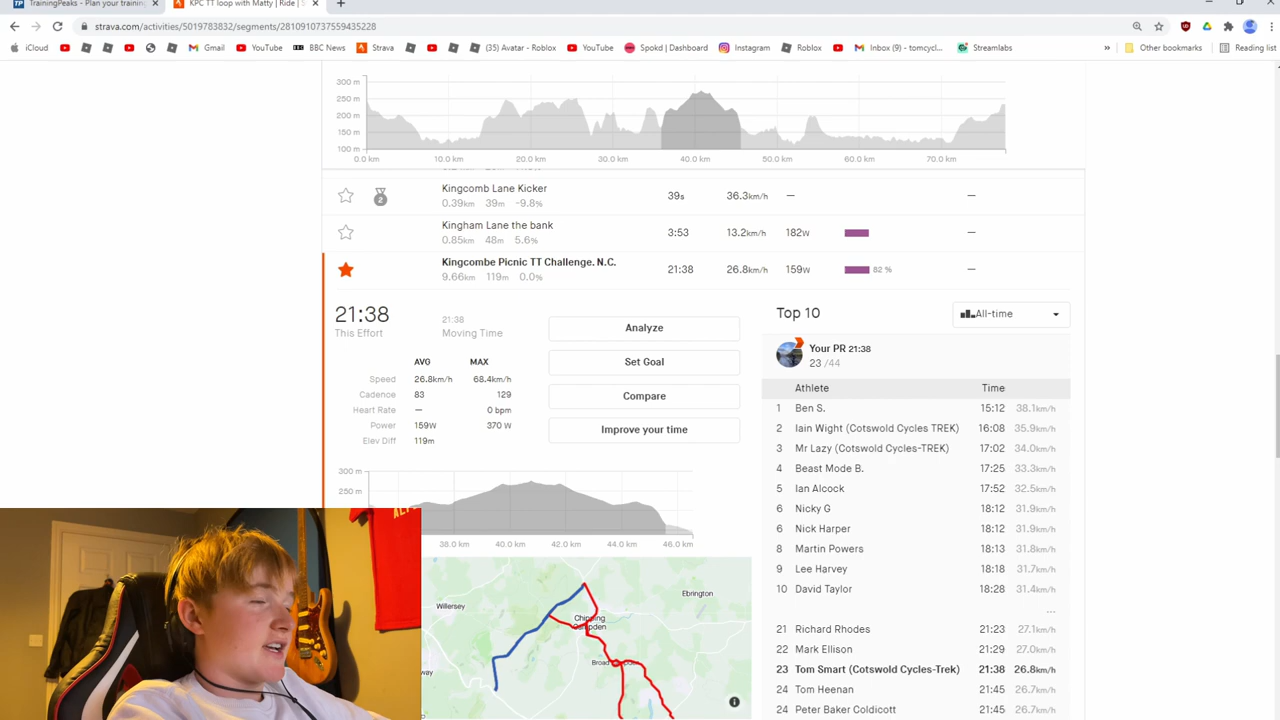 TrainingPeaks - Plan your training
KPC TT loop with Matty | Ride | S
strava.com/activities/5019783832/segments/2810910737559435228
iCloud
Gmail
YouTube
BBC News
Strava
(35) Avatar - Roblox
YouTube
Spokd | Dashboard
Instagram
Roblox
Inbox (9) - tomcycl...
Streamlabs
»
Other bookmarks
Reading list
300 m
250 m
200 m
150 m
100 m
0.0 km 10.0 km 20.0 km 30.0 km 40.0 km 50.0 km 60.0 km 70.0 km
2
Kingcomb Lane Kicker 39s 36.3km/h — —
0.39km 39m -9.8%
Kingham Lane the bank 3:53 13.2km/h 182W —
0.85km 48m 5.6%
Kingcombe Picnic TT Challenge. N.C. 21:38 26.8km/h 159W 82 % —
9.66km 119m 0.0%
21:38
This Effort
21:38
Moving Time
AVG MAX
Speed 26.8km/h 68.4km/h
Cadence 83 129
Heart Rate — 0 bpm
Power 159W 370 W
Elev Diff 119m
Analyze
Set Goal
Compare
Improve your time
300 m
250 m
38.0 km 40.0 km 42.0 km 44.0 km 46.0 km
Willersey
Ebrington
Chipping
Campden
Top 10
All-time
Your PR 21:38
23 /44
Athlete Time
1 Ben S. 15:12 38.1km/h
2 Iain Wight (Cotswold Cycles TREK) 16:08 35.9km/h
3 Mr Lazy (Cotswold Cycles-TREK) 17:02 34.0km/h
4 Beast Mode B. 17:25 33.3km/h
5 Ian Alcock 17:52 32.5km/h
6 Nicky G 18:12 31.9km/h
6 Nick Harper 18:12 31.9km/h
8 Martin Powers 18:13 31.8km/h
9 Lee Harvey 18:18 31.7km/h
10 David Taylor 18:28 31.4km/h
...
21 Richard Rhodes 21:23 27.1km/h
22 Mark Ellison 21:29 27.0km/h
23 Tom Smart (Cotswold Cycles-Trek) 21:38 26.8km/h
24 Tom Heenan 21:45 26.7km/h
24 Peter Baker Coldicott 21:45 26.7km/h